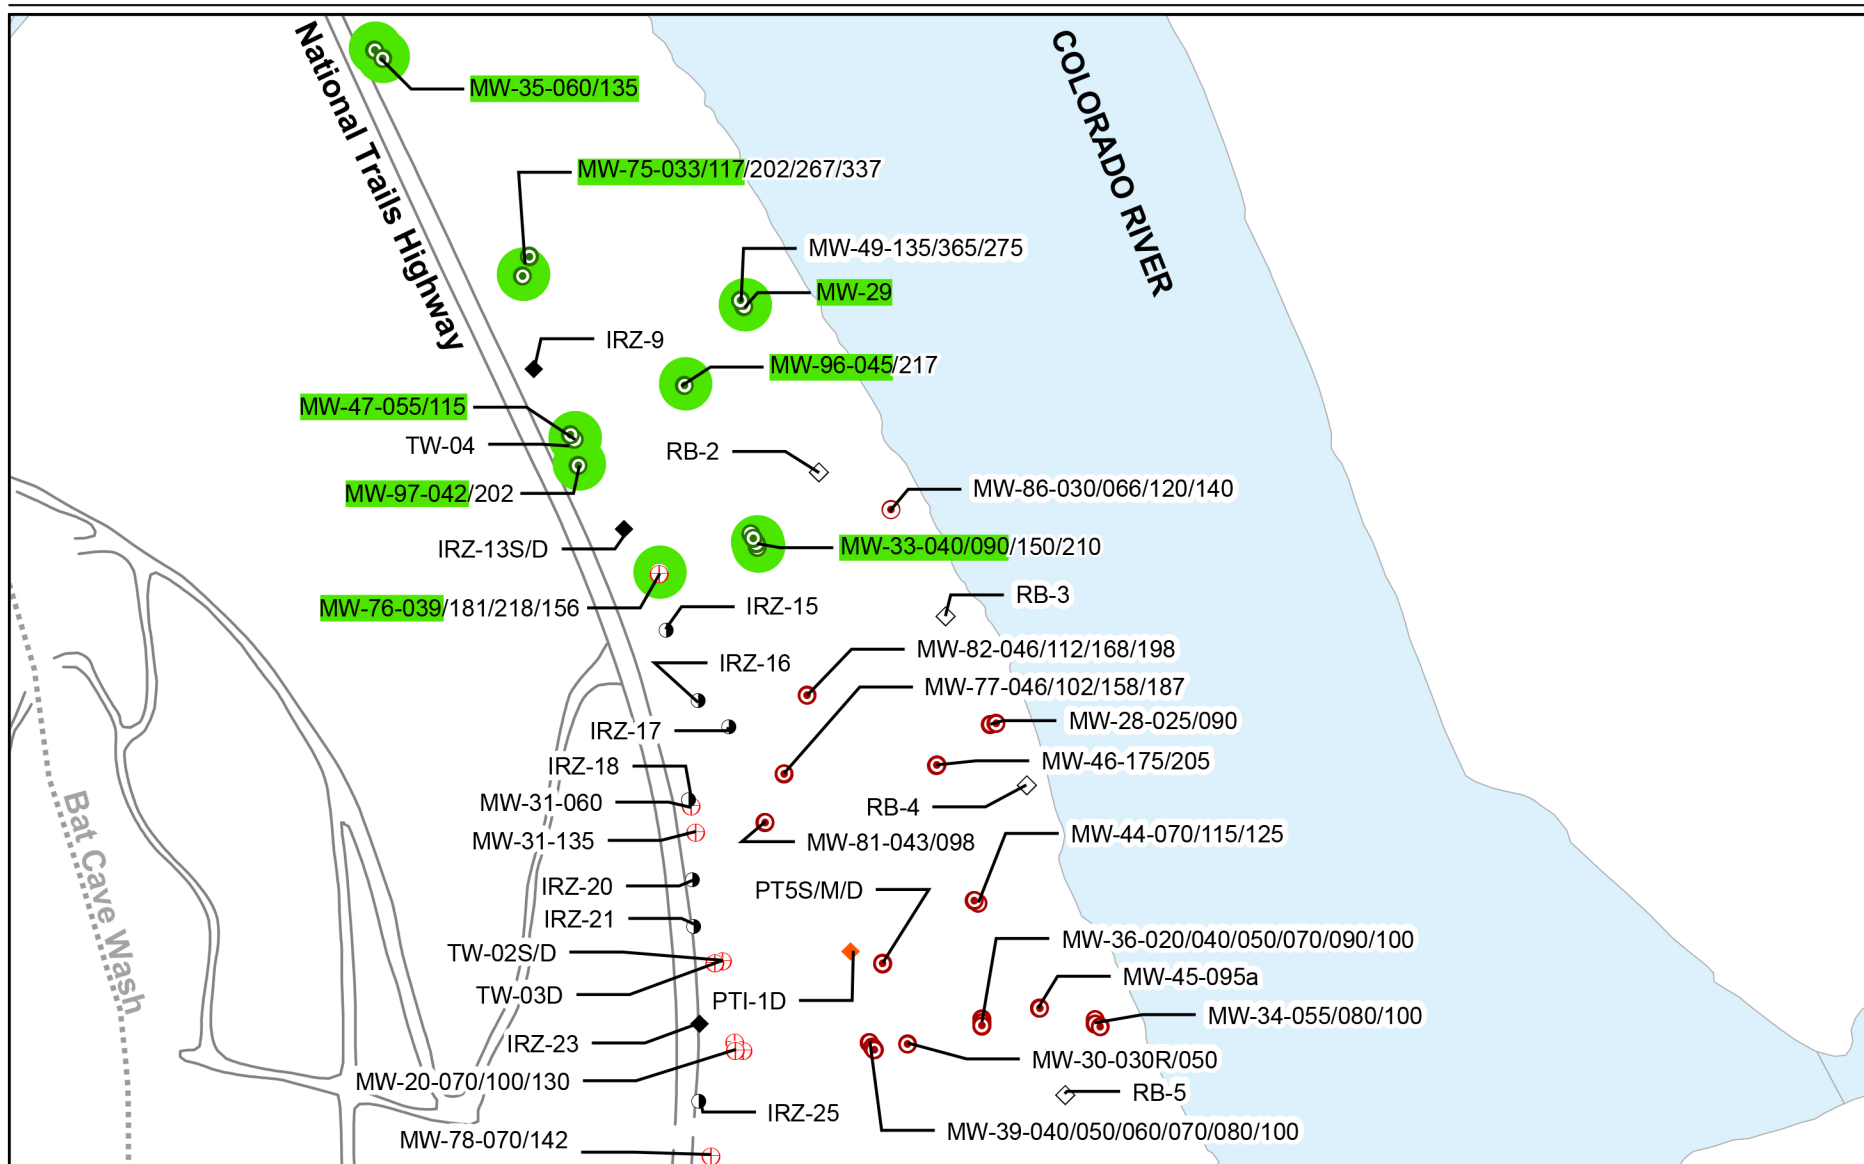 National Trails Highway
COLORADO RIVER
MW-35-060/135
MW-75-033/117/202/267/337
MW-49-135/365/275
MW-29
IRZ-9
MW-96-045/217
MW-47-055/115
TW-04
RB-2
MW-97-042/202
MW-86-030/066/120/140
IRZ-13S/D
MW-33-040/090/150/210
MW-76-039/181/218/156
IRZ-15
RB-3
MW-82-046/112/168/198
IRZ-16
MW-77-046/102/158/187
IRZ-17
MW-28-025/090
IRZ-18
MW-46-175/205
MW-31-060
RB-4
MW-31-135
MW-81-043/098
MW-44-070/115/125
Bat Cave Wash
IRZ-20
PT5S/M/D
IRZ-21
MW-36-020/040/050/070/090/100
TW-02S/D
MW-45-095a
TW-03D
PTI-1D
MW-34-055/080/100
IRZ-23
MW-30-030R/050
MW-20-070/100/130
RB-5
IRZ-25
MW-39-040/050/060/070/080/100
MW-78-070/142